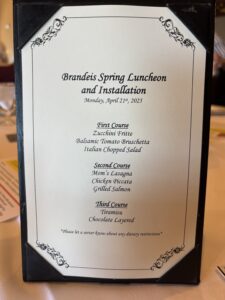 Brandeis Spring Luncheon
and Installation
Monday, April 21st, 2025
First Course
Zucchini Fritte
Balsamic Tomato Bruschetta
Italian Chopped Salad
Second Course
Mom's Lasagna
Chicken Piccata
Grilled Salmon
Third Course
Tiramisu
Chocolate Layered
*Please let a server know about any dietary restrictions*